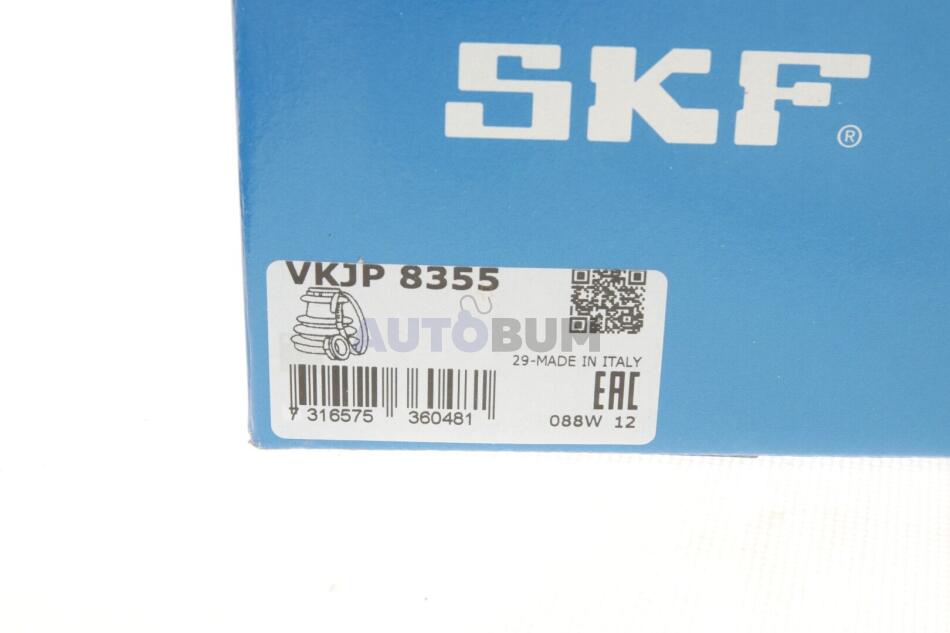 SKF®
VKJP 8355
AUTOBUM
29-MADE IN ITALY
EAC
7 316575 360481
088W 12